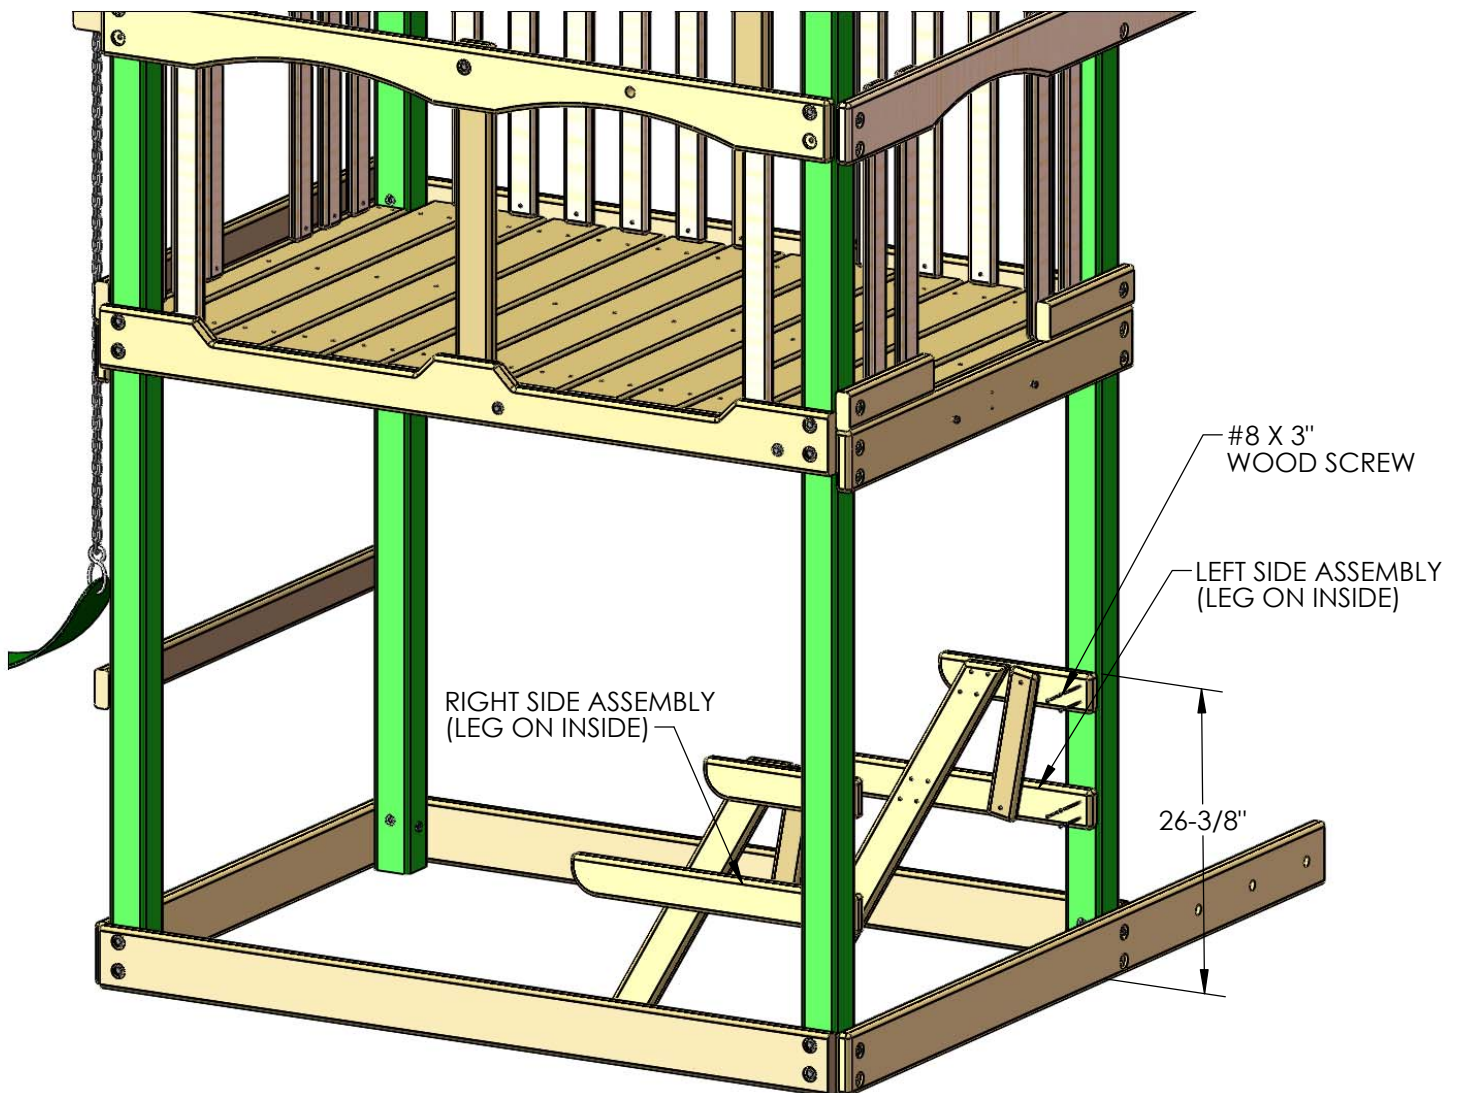 #8 X 3"
WOOD SCREW
LEFT SIDE ASSEMBLY
(LEG ON INSIDE)
RIGHT SIDE ASSEMBLY
(LEG ON INSIDE)
26-3/8"